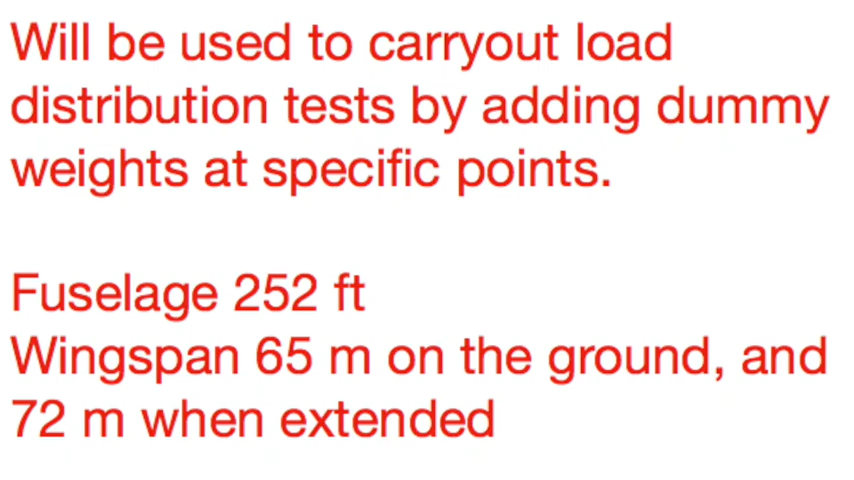 Will be used to carryout load
distribution tests by adding dummy
weights at specific points.
Fuselage 252 ft
Wingspan 65 m on the ground, and
72 m when extended